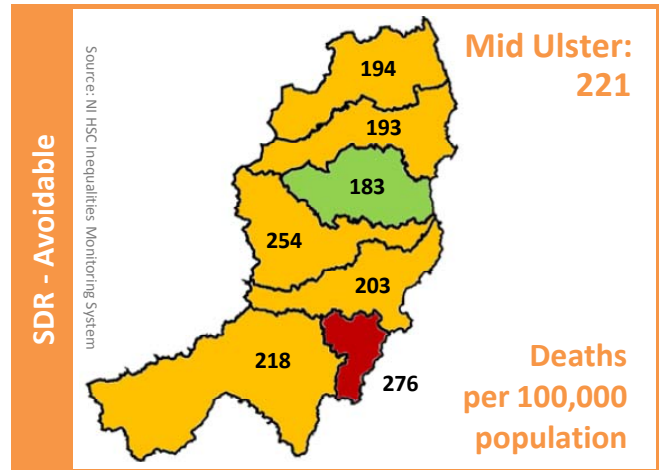 SDR - Avoidable
Source: NI HSC Inequalities Monitoring System
Mid Ulster:
221
194
193
183
254
203
218
276
Deaths
per 100,000
population